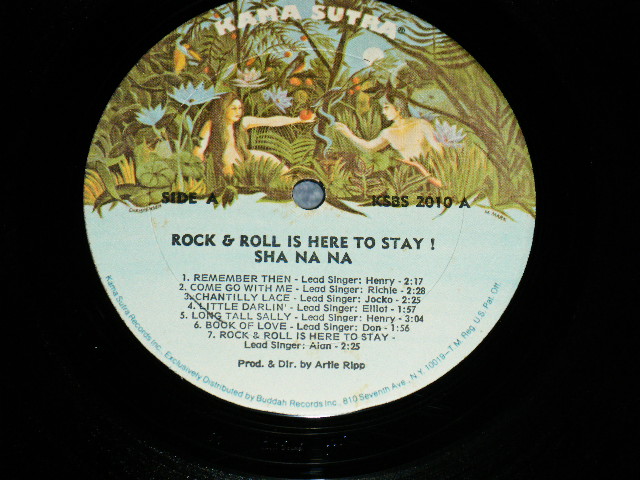 KAMA SUTRA®
SIDE A
KSBS 2010 A
ROCK & ROLL IS HERE TO STAY !
SHA NA NA
1. REMEMBER THEN - Lead Singer: Henry - 2:17
2. COME GO WITH ME - Lead Singer: Richie - 2:28
3. CHANTILLY LACE - Lead Singer: Jocko - 2:25
4. LITTLE DARLIN' - Lead Singer: Elliot - 1:57
5. LONG TALL SALLY - Lead Singer: Henry - 3:04
6. BOOK OF LOVE - Lead Singer: Don - 1:56
7. ROCK & ROLL IS HERE TO STAY -
Lead Singer: Alan - 2:25
Prod. & Dir. by Artie Ripp
Kama Sutra Records Inc. Exclusively Distributed by Buddah Records Inc., 810 Seventh Ave., N.Y. 10019-T.M. Reg. U.S. Pat. Off.